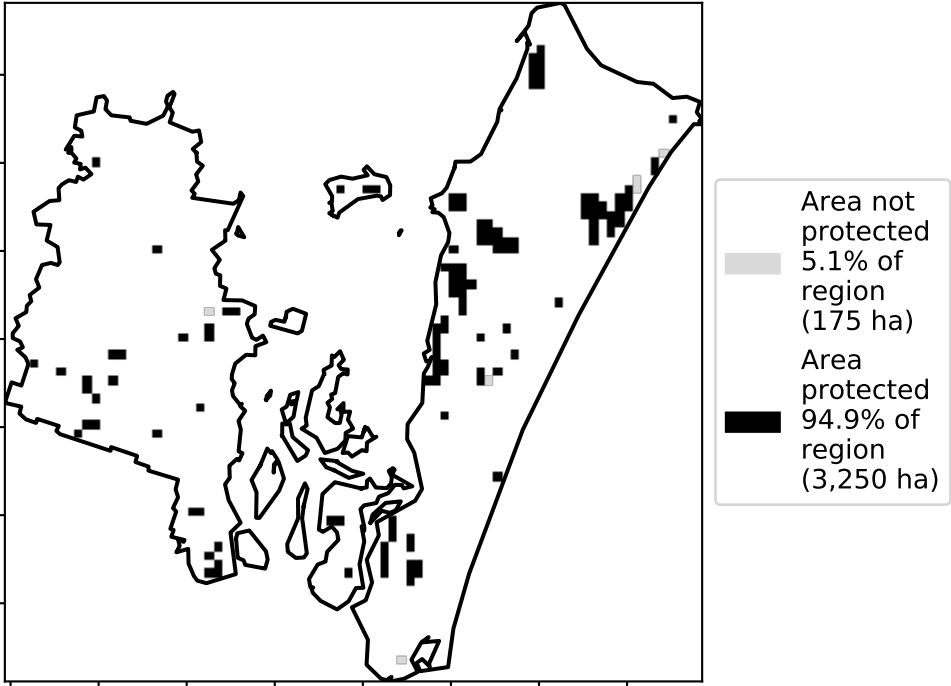 Area not
protected
5.1% of
region
(175 ha)
Area
protected
94.9% of
region
(3,250 ha)